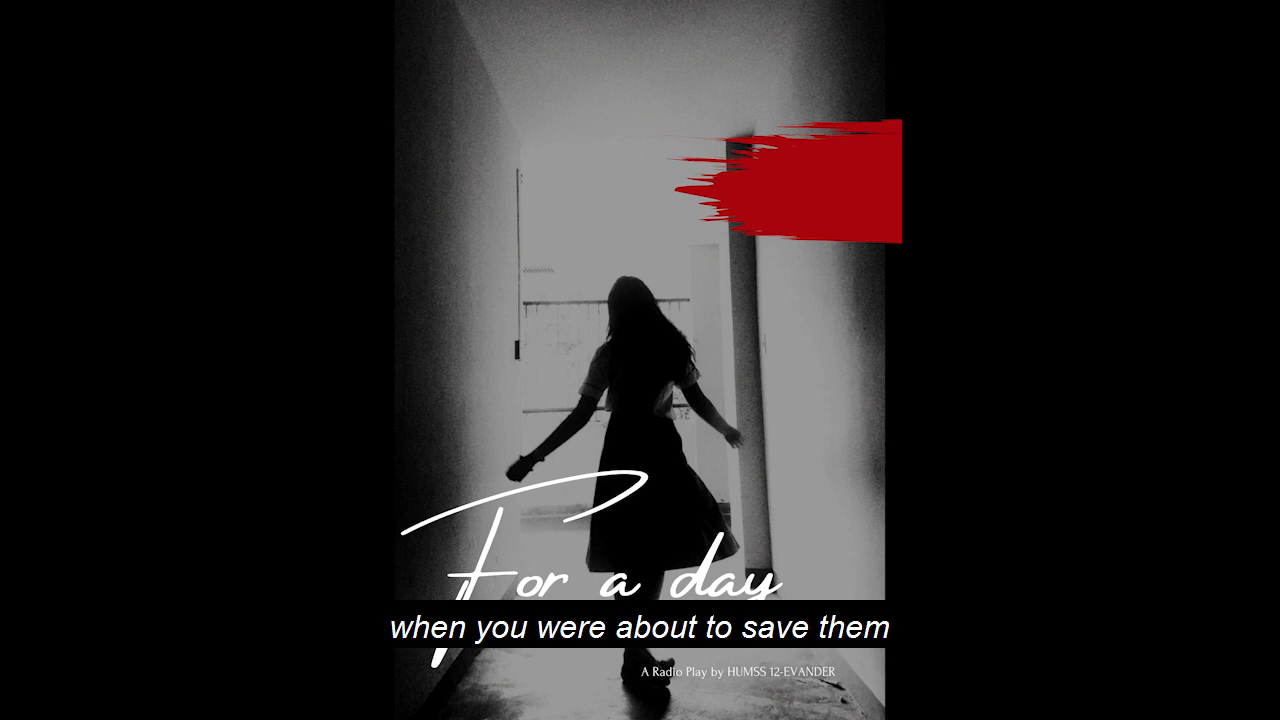 For a day
when you were about to save them
A Radio Play by HUMSS 12-EVANDER